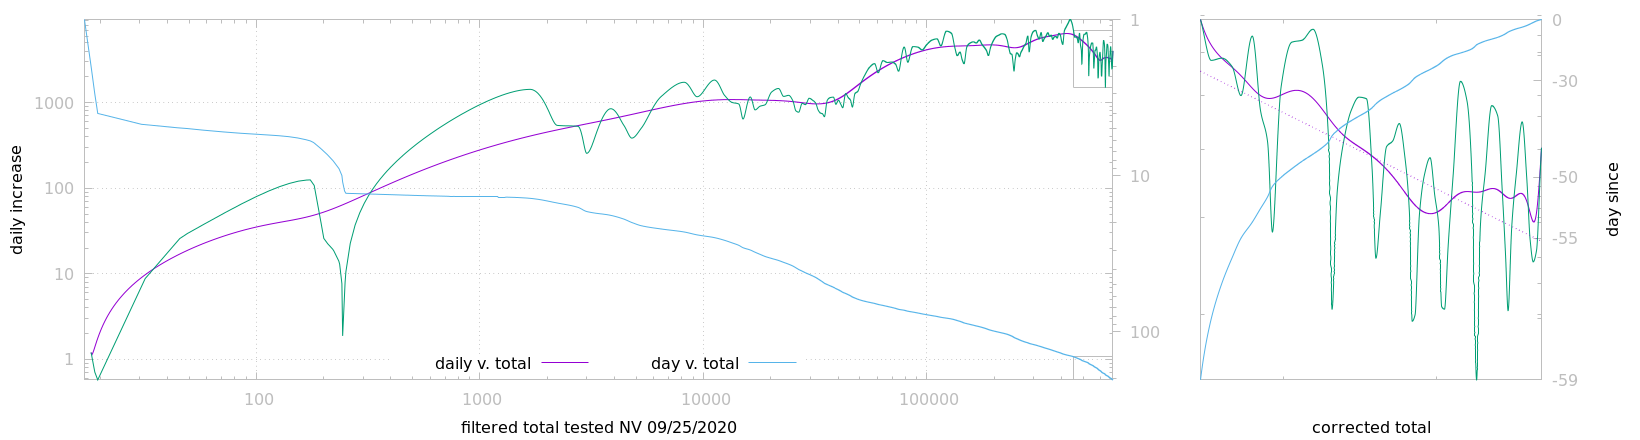 daily increase
1000
100
10
1
100
1000
10000
100000
filtered total tested NV 09/25/2020
daily v. total
day v. total
1
10
100
0
-30
-50
-55
-59
day since
corrected total